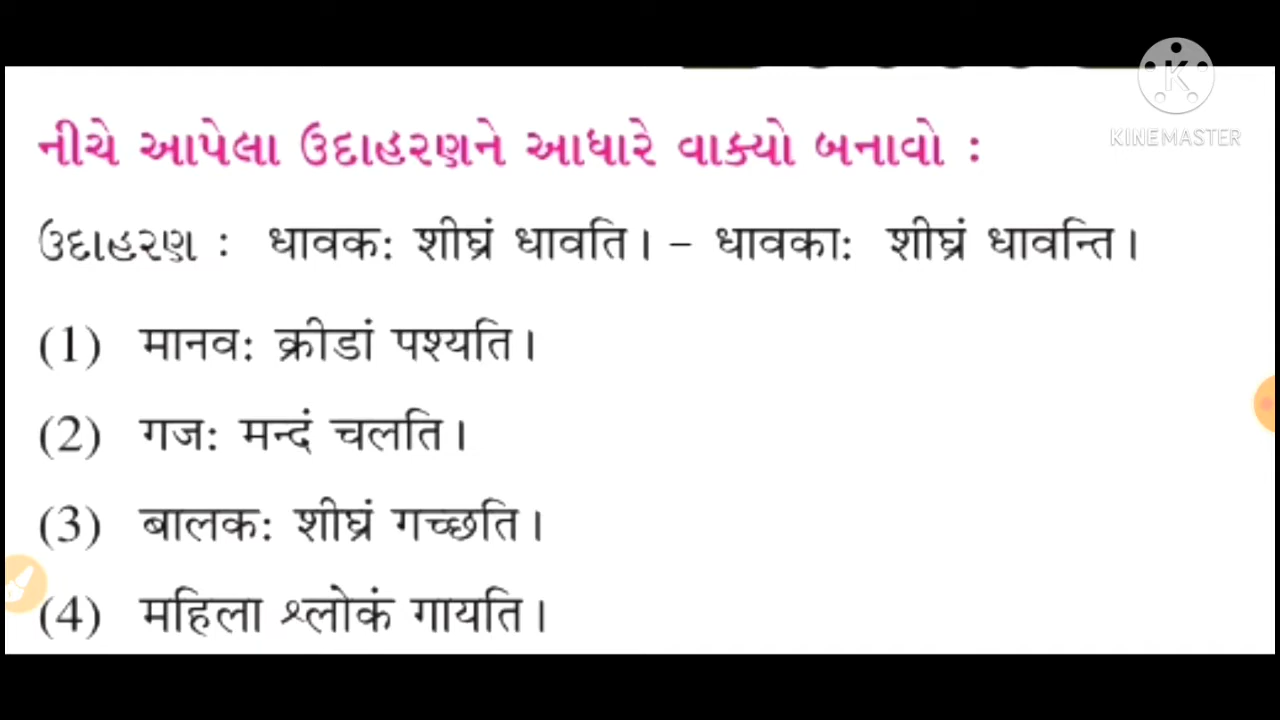 KINEMASTER
નીચે આપેલા ઉદાહરણને આધારે વાક્યો બનાવો :
ઉદાહરણ : धावकः शीघ्रं धावति। – धावकाः शीघ्रं धावन्ति।
(1) मानवः क्रीडां पश्यति।
(2) गजः मन्दं चलति।
(3) बालकः शीघ्रं गच्छति।
(4) महिला श्लोकं गायति।